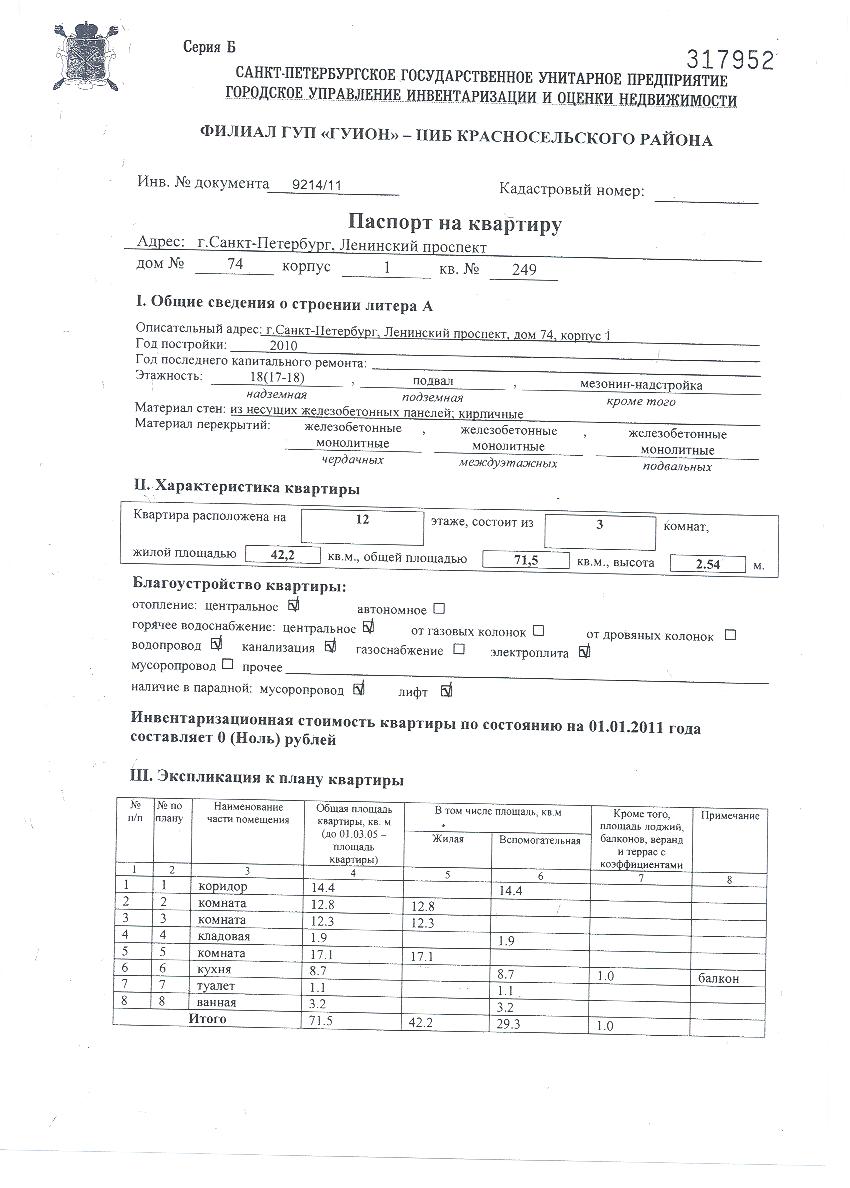 Серия Б
317952
САНКТ-ПЕТЕРБУРГСКОЕ ГОСУДАРСТВЕННОЕ УНИТАРНОЕ ПРЕДПРИЯТИЕ
ГОРОДСКОЕ УПРАВЛЕНИЕ ИНВЕНТАРИЗАЦИИ И ОЦЕНКИ НЕДВИЖИМОСТИ
ФИЛИАЛ ГУП «ГУИОН» – ПИБ КРАСНОСЕЛЬСКОГО РАЙОНА
Инв. № документа 9214/11 Кадастровый номер:
Паспорт на квартиру
Адрес: г.Санкт-Петербург, Ленинский проспект
дом № 74 корпус 1 кв. № 249
I. Общие сведения о строении литера А
Описательный адрес: г.Санкт-Петербург, Ленинский проспект, дом 74, корпус 1
Год постройки: 2010
Год последнего капитального ремонта:
Этажность: 18(17-18) , подвал , мезонин-надстройка
надземная подземная кроме того
Материал стен: из несущих железобетонных панелей; кирпичные
Материал перекрытий: железобетонные , железобетонные , железобетонные
монолитные монолитные монолитные
чердачных междуэтажных подвальных
II. Характеристика квартиры
Квартира расположена на 12 этаже, состоит из 3 комнат,
жилой площадью 42,2 кв.м., общей площадью 71,5 кв.м., высота 2.54 м.
Благоустройство квартиры:
отопление: центральное ☑ автономное ☐
горячее водоснабжение: центральное ☑ от газовых колонок ☐ от дровяных колонок ☐
водопровод ☑ канализация ☑ газоснабжение ☐ электроплита ☑
мусоропровод ☐ прочее
наличие в парадной: мусоропровод ☑ лифт ☑
Инвентаризационная стоимость квартиры по состоянию на 01.01.2011 года
составляет 0 (Ноль) рублей
III. Экспликация к плану квартиры
№ п/п № по плану Наименование части помещения Общая площадь квартиры, кв. м (до 01.03.05 – площадь квартиры) В том числе площадь, кв.м Кроме того, площадь лоджий, балконов, веранд и террас с коэффициентами Примечание
Жилая Вспомогательная
1 2 3 4 5 6 7 8
1 1 коридор 14.4 14.4
2 2 комната 12.8 12.8
3 3 комната 12.3 12.3
4 4 кладовая 1.9 1.9
5 5 комната 17.1 17.1
6 6 кухня 8.7 8.7 1.0 балкон
7 7 туалет 1.1 1.1
8 8 ванная 3.2 3.2
Итого 71.5 42.2 29.3 1.0